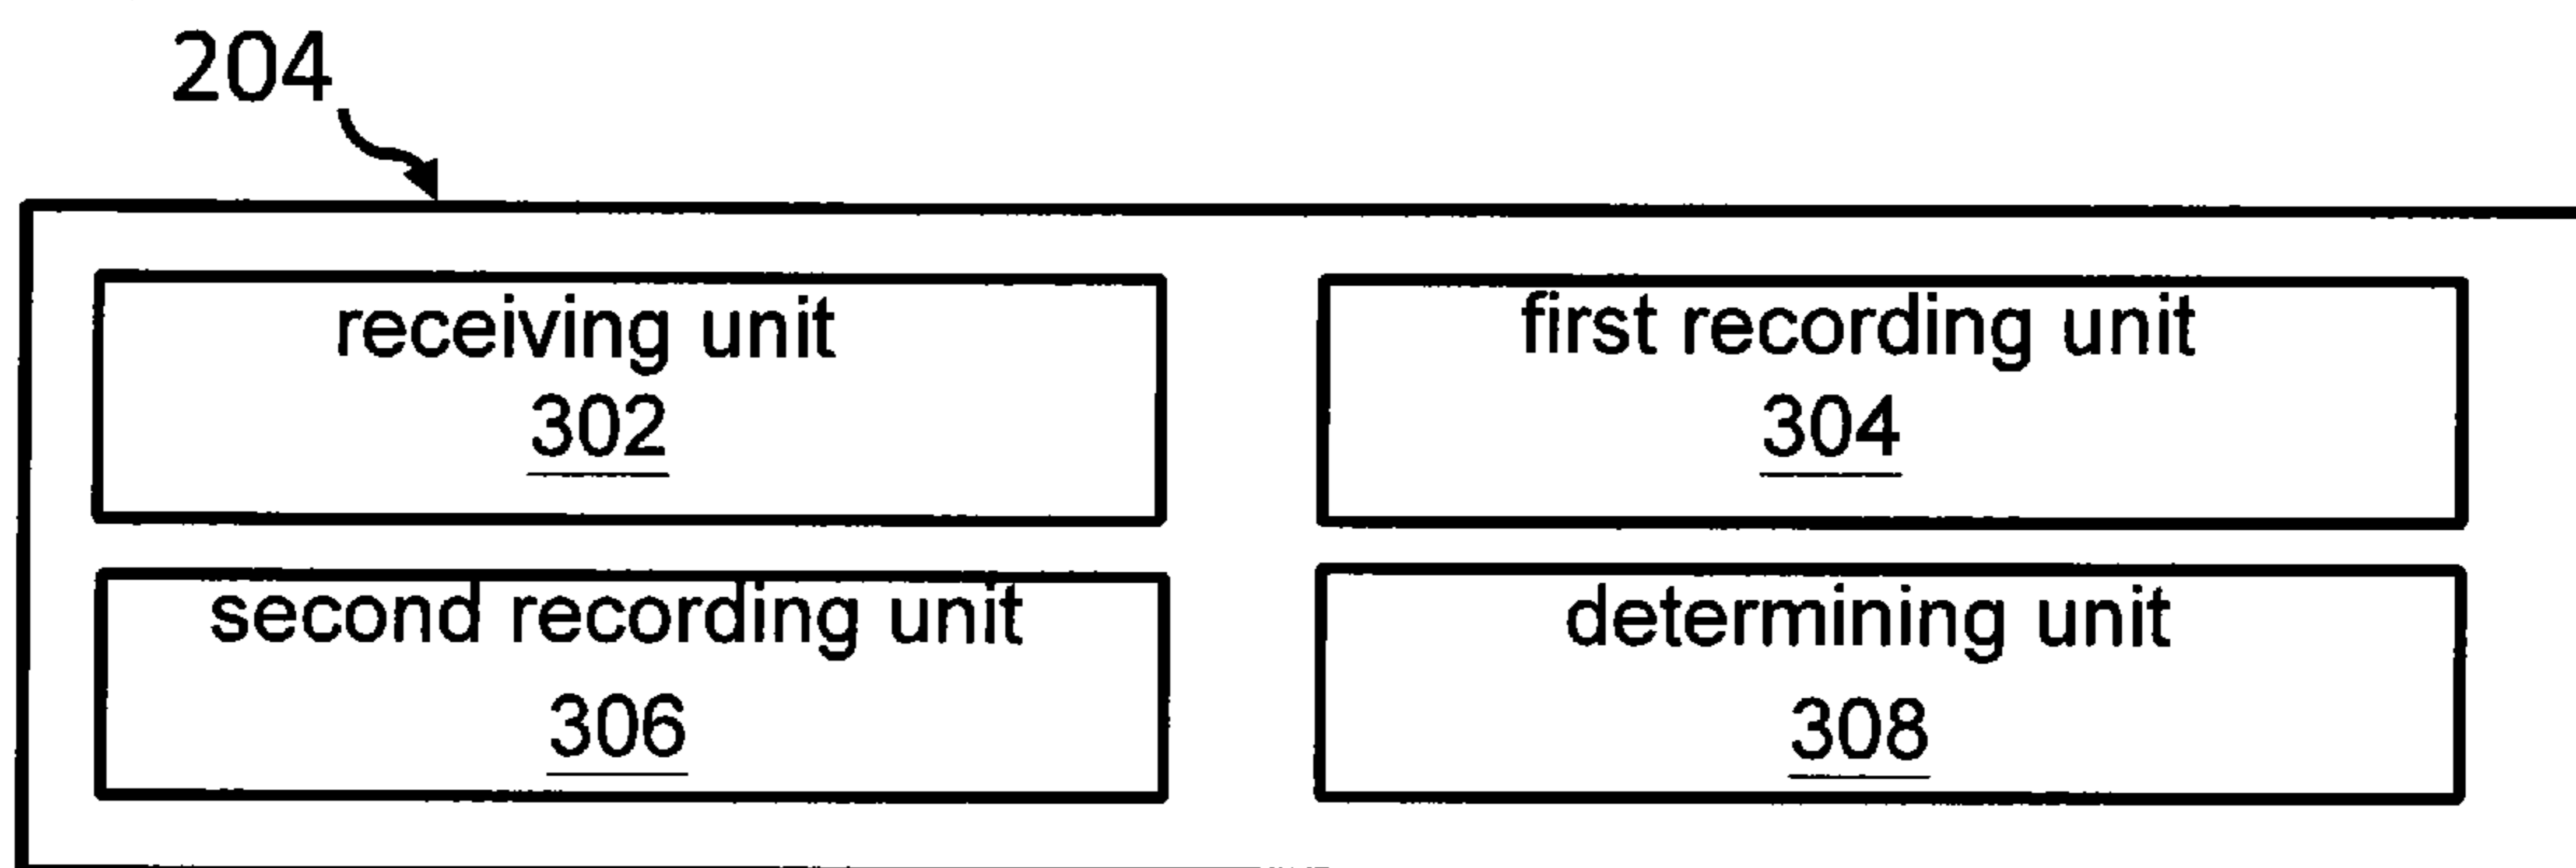 204
receiving unit
302
first recording unit
304
second recording unit
306
determining unit
308